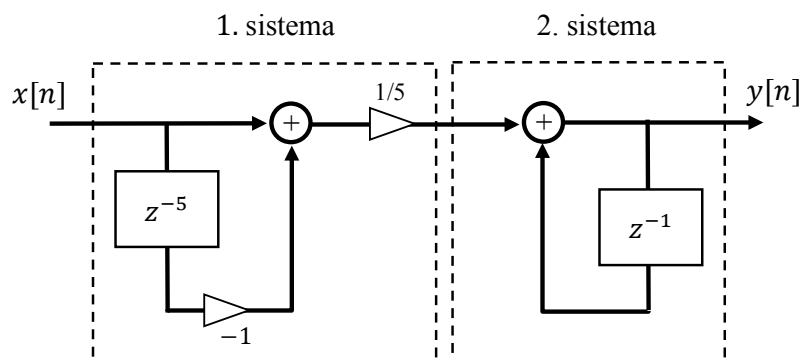 1. sistema
2. sistema
x[n]
1/5
y[n]
+
+
z⁻⁵
z⁻¹
−1